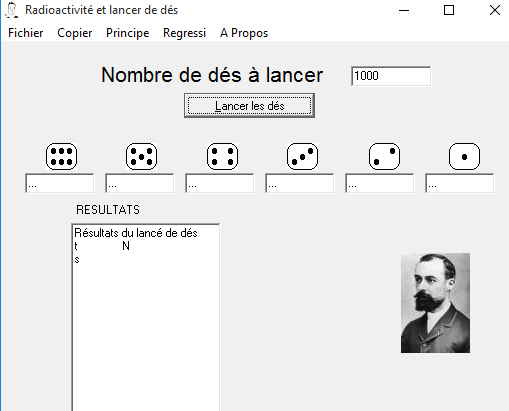 Radioactivité et lancer de dés
Fichier Copier Principe Regressi A Propos
Nombre de dés à lancer 1000
Lancer les dés
... ... ... ... ... ...
RESULTATS
Résultats du lancé de dés
t N
s